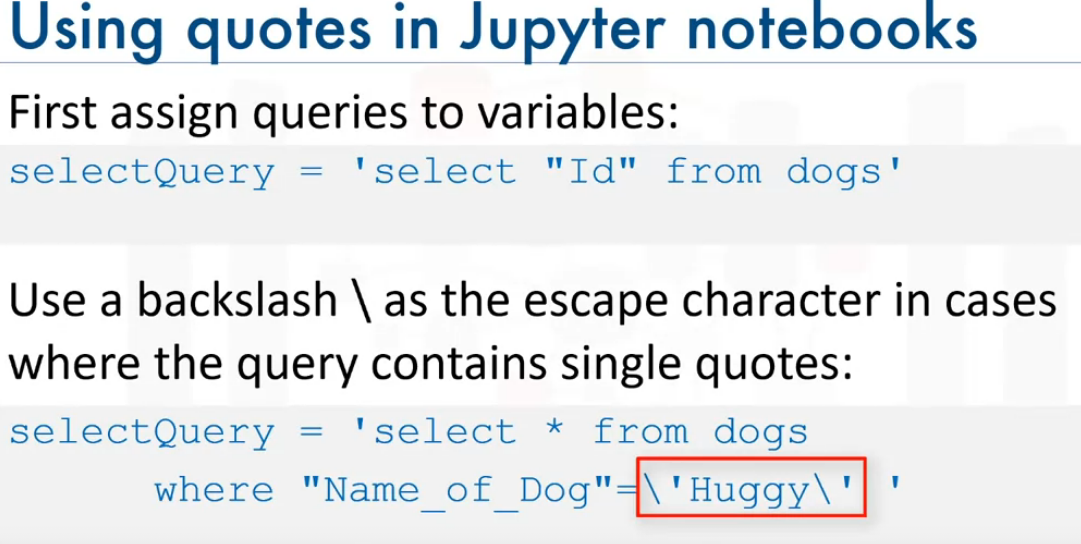 Using quotes in Jupyter notebooks
First assign queries to variables:
selectQuery = 'select "Id" from dogs'
Use a backslash \ as the escape character in cases
where the query contains single quotes:
selectQuery = 'select * from dogs
where "Name_of_Dog"=\'Huggy\' '